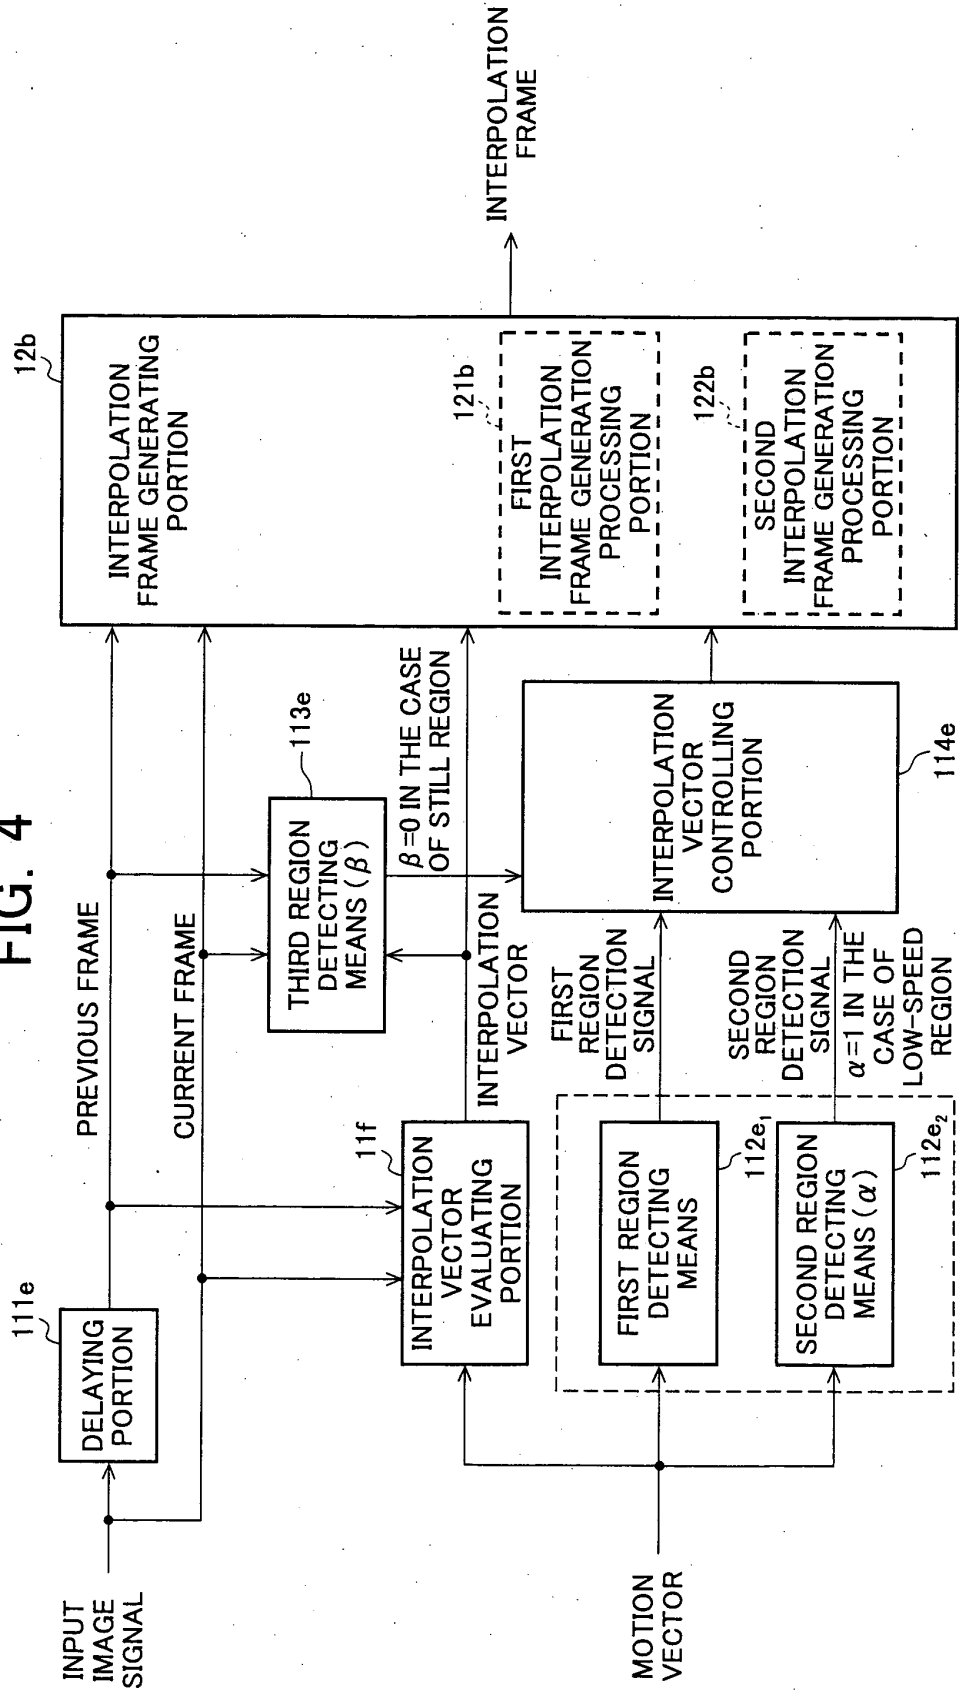 FIG. 4
INPUT
IMAGE
SIGNAL
111e
DELAYING
PORTION
PREVIOUS FRAME
CURRENT FRAME
113e
THIRD REGION
DETECTING
MEANS (β)
β=0 IN THE CASE
OF STILL REGION
12b
INTERPOLATION
FRAME GENERATING
PORTION
121b
FIRST
INTERPOLATION
FRAME GENERATION
PROCESSING
PORTION
122b
SECOND
INTERPOLATION
FRAME GENERATION
PROCESSING
PORTION
INTERPOLATION
FRAME
11f
INTERPOLATION
VECTOR
EVALUATING
PORTION
INTERPOLATION
VECTOR
MOTION
VECTOR
FIRST REGION
DETECTING
MEANS
112e1
FIRST
REGION
DETECTION
SIGNAL
SECOND REGION
DETECTING
MEANS (α)
112e2
SECOND
REGION
DETECTION
SIGNAL
α=1 IN THE
CASE OF
LOW-SPEED
REGION
INTERPOLATION
VECTOR
CONTROLLING
PORTION
114e